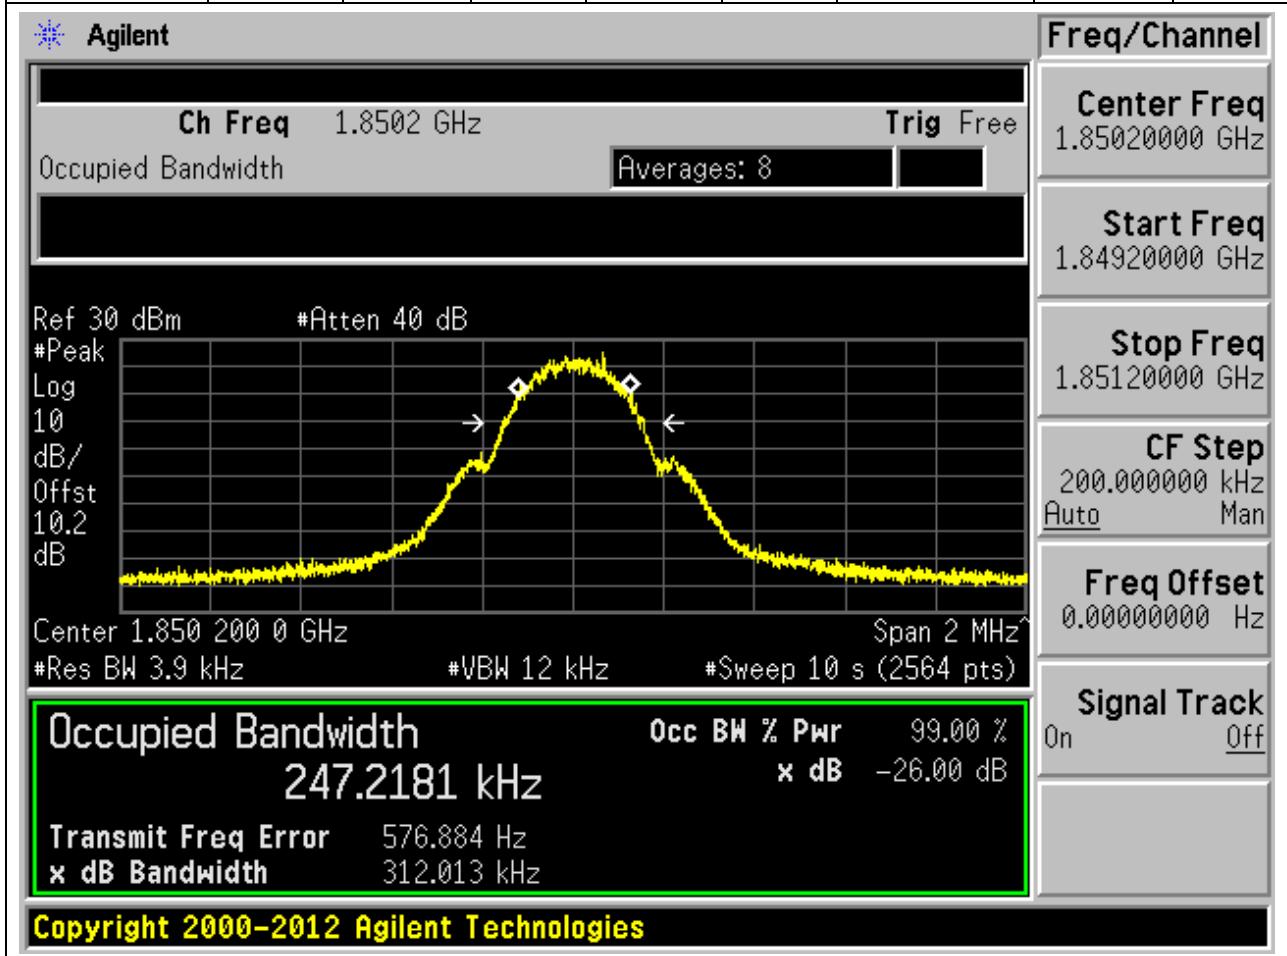 Agilent
Freq/Channel
Ch Freq 1.8502 GHz Trig Free
Occupied Bandwidth Averages: 8
Center Freq
1.85020000 GHz
Start Freq
1.84920000 GHz
Stop Freq
1.85120000 GHz
CF Step
200.000000 kHz
Auto Man
Freq Offset
0.00000000 Hz
Signal Track
On Off
Ref 30 dBm #Atten 40 dB
#Peak
Log
10
dB/
Offst
10.2
dB
Center 1.850 200 0 GHz Span 2 MHz^
#Res BW 3.9 kHz #VBW 12 kHz #Sweep 10 s (2564 pts)
Occupied Bandwidth
247.2181 kHz
Occ BW % Pwr 99.00 %
x dB -26.00 dB
Transmit Freq Error 576.884 Hz
x dB Bandwidth 312.013 kHz
Copyright 2000-2012 Agilent Technologies